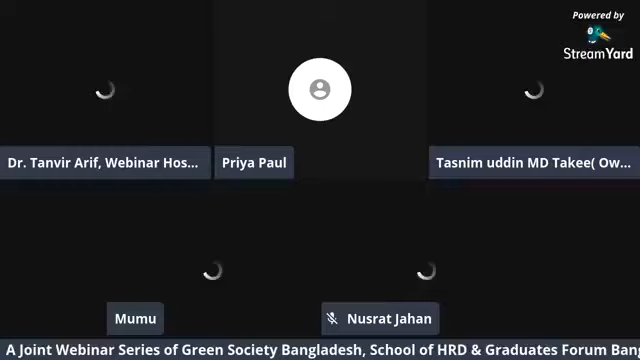 Powered by
StreamYard
Dr. Tanvir Arif, Webinar Hos...
Priya Paul
Tasnim uddin MD Takee( Ow...
Mumu
Nusrat Jahan
A Joint Webinar Series of Green Society Bangladesh, School of HRD & Graduates Forum Ban